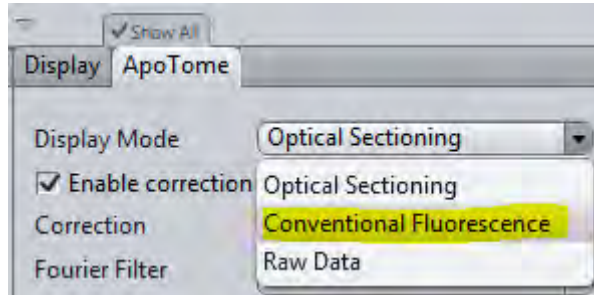 Show All
Display ApoTome
Display Mode Optical Sectioning
Enable correction Optical Sectioning
Correction Conventional Fluorescence
Fourier Filter Raw Data